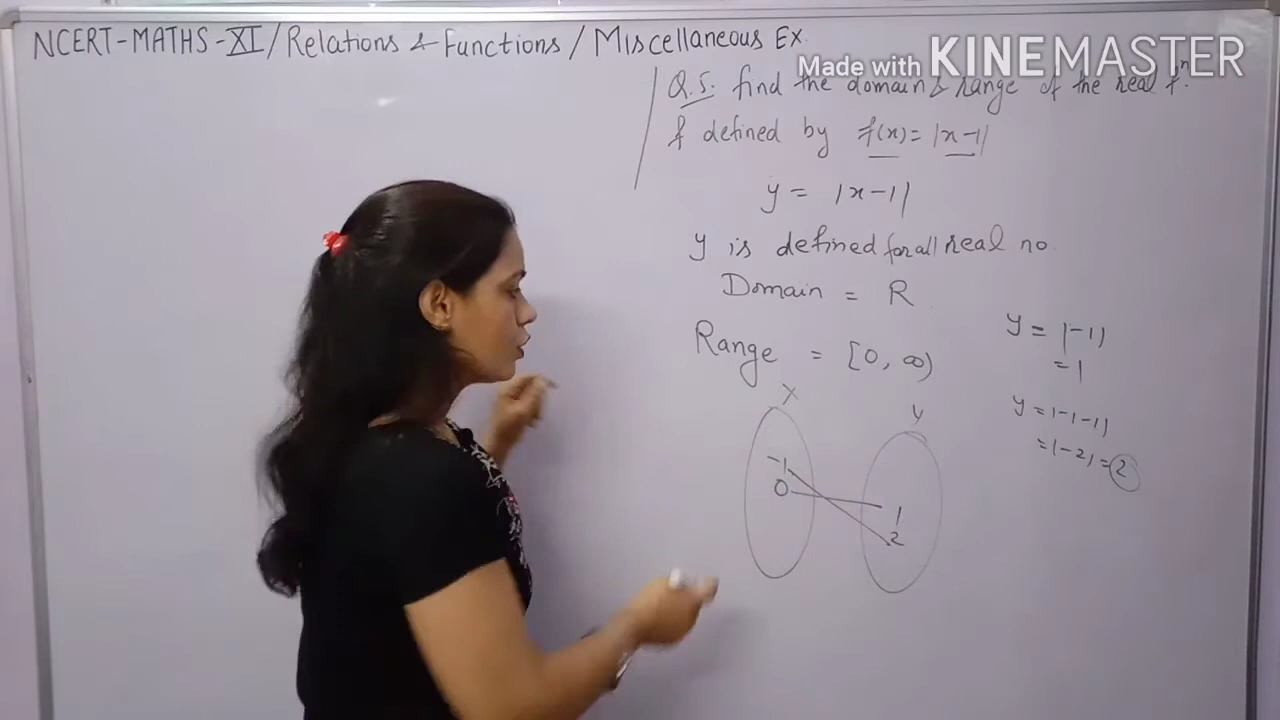 NCERT-MATHS-XI/Relations & Functions/Miscellaneous Ex.
Made with KINEMASTER
Q.5. find the domain & range of the real fⁿ.
f defined by f(x) = |x-1|
y = |x-1|
y is defined for all real no.
Domain = R
Range = [0, ∞)
y = |-1|
= 1
y = |-1-1|
= |-2| = 2
X
Y
-1
0
1
2